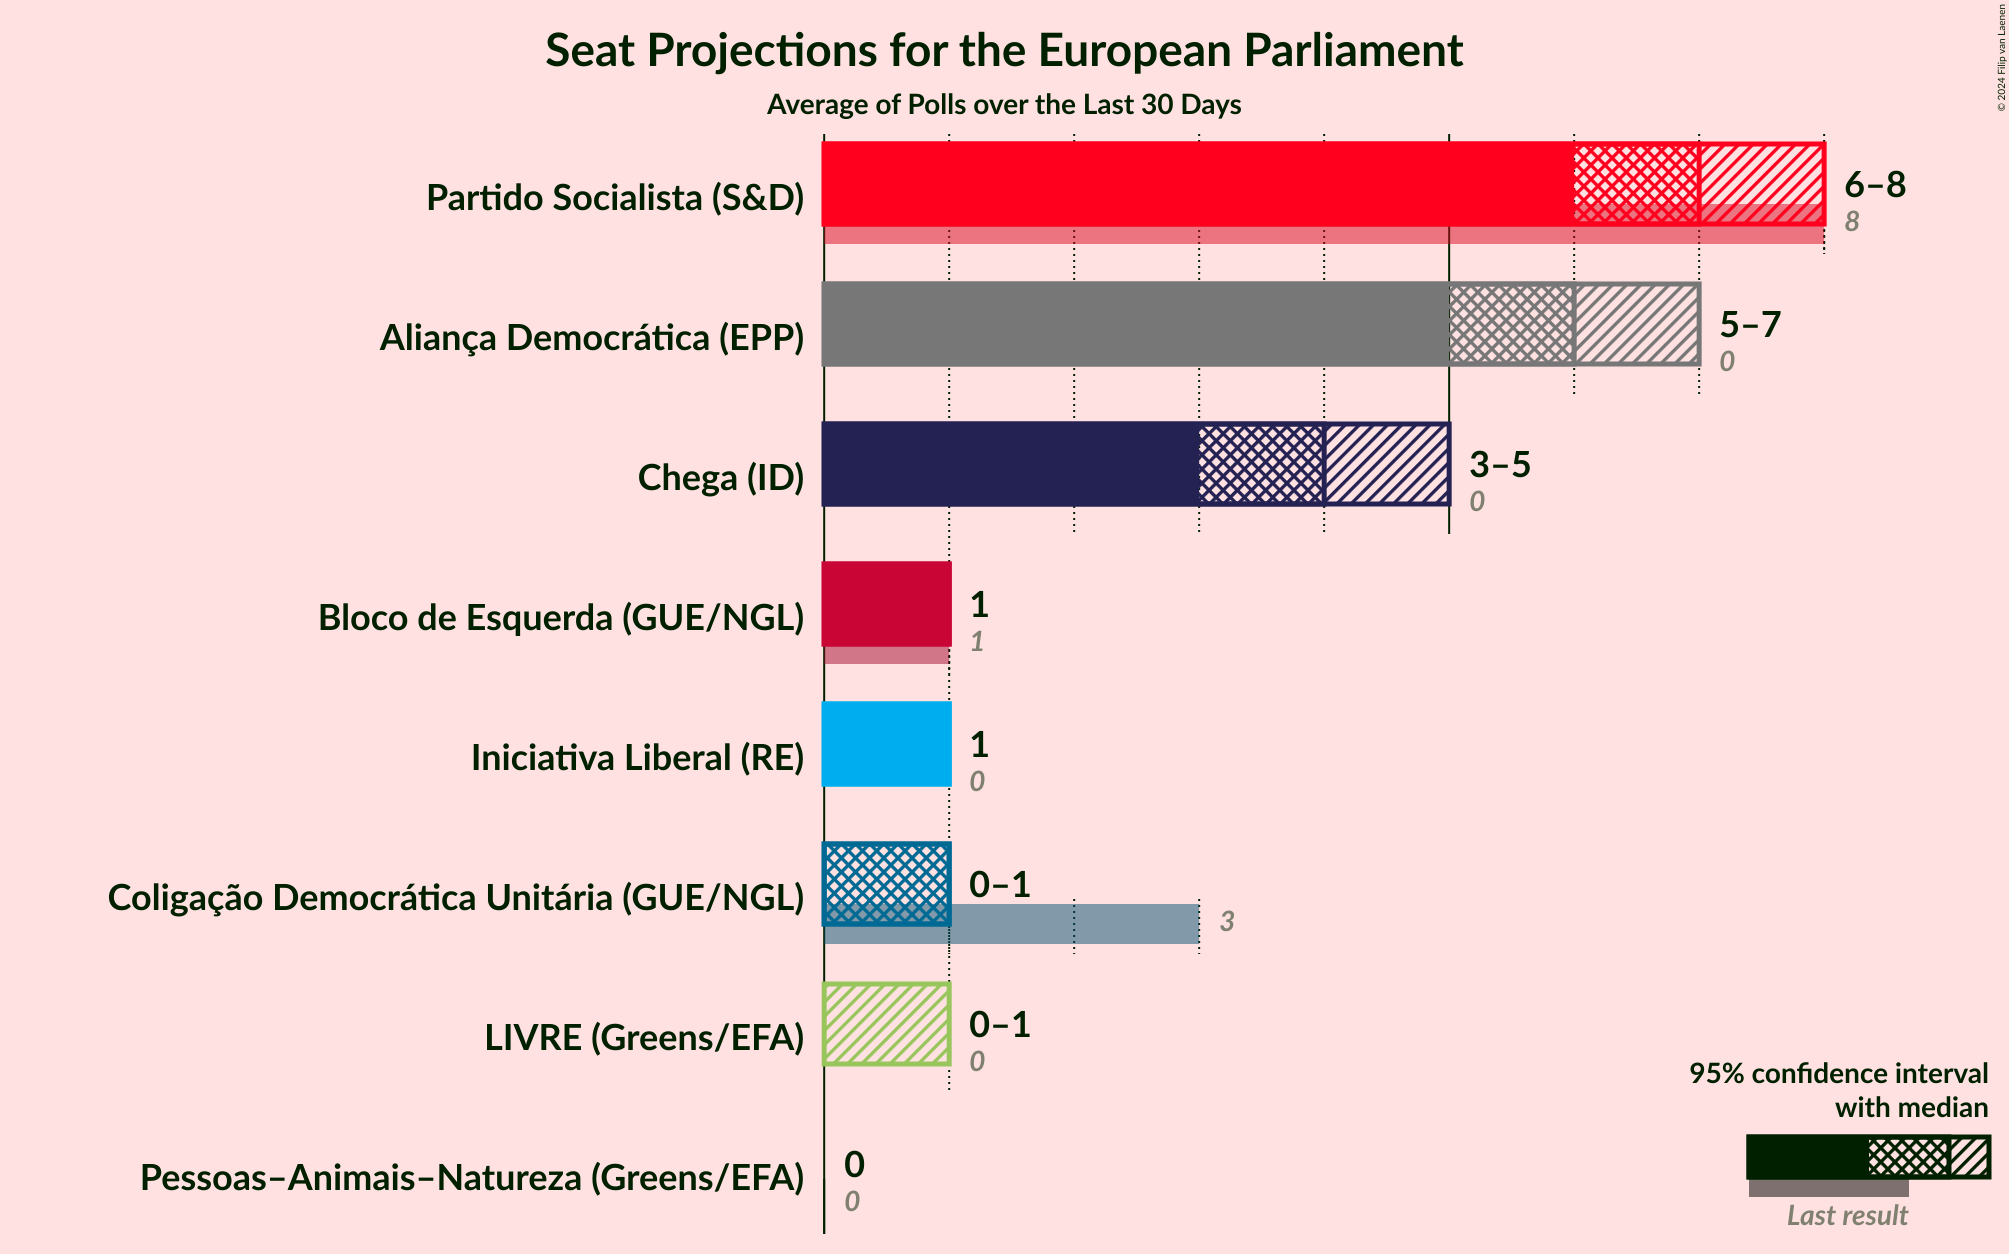 Seat Projections for the European Parliament
Average of Polls over the Last 30 Days
© 2024 Filip van Laenen
Partido Socialista (S&D)
6–8
8
Aliança Democrática (EPP)
5–7
0
Chega (ID)
3–5
0
Bloco de Esquerda (GUE/NGL)
1
1
Iniciativa Liberal (RE)
1
0
Coligação Democrática Unitária (GUE/NGL)
0–1
3
LIVRE (Greens/EFA)
0–1
0
Pessoas–Animais–Natureza (Greens/EFA)
0
0
95% confidence interval
with median
Last result